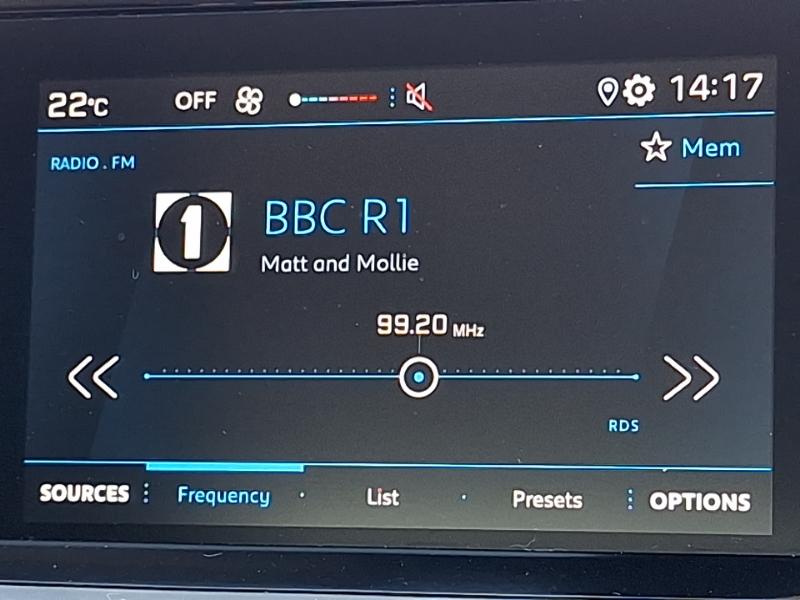 22°C OFF 14:17
RADIO . FM
Mem
1 BBC R1
Matt and Mollie
99.20 MHz
RDS
SOURCES Frequency · List · Presets OPTIONS